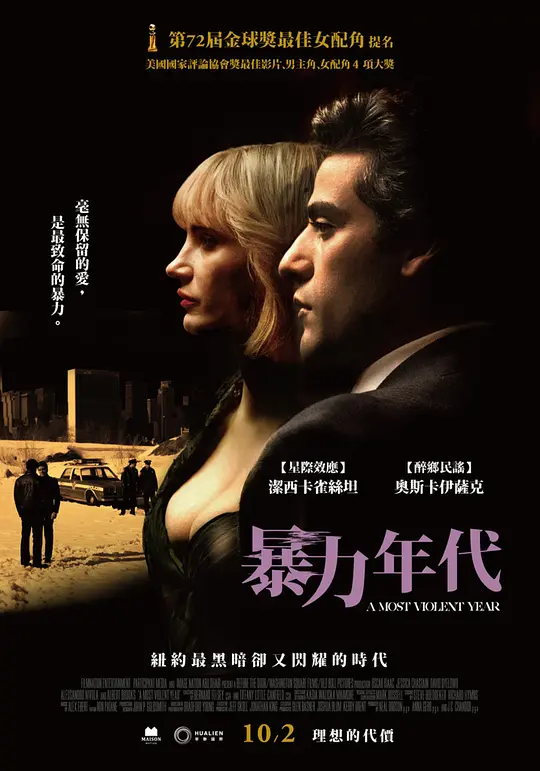 第72屆金球獎最佳女配角 提名
美國國家評論協會獎最佳影片、男主角、女配角 4 項大獎
毫無保留的愛，
是最致命的暴力。
【星際效應】
潔西卡雀絲坦
【醉鄉民謠】
奧斯卡伊薩克
暴力年代
A MOST VIOLENT YEAR
紐約最黑暗卻又閃耀的時代
MAISON
HUALIEN
10/2 理想的代價